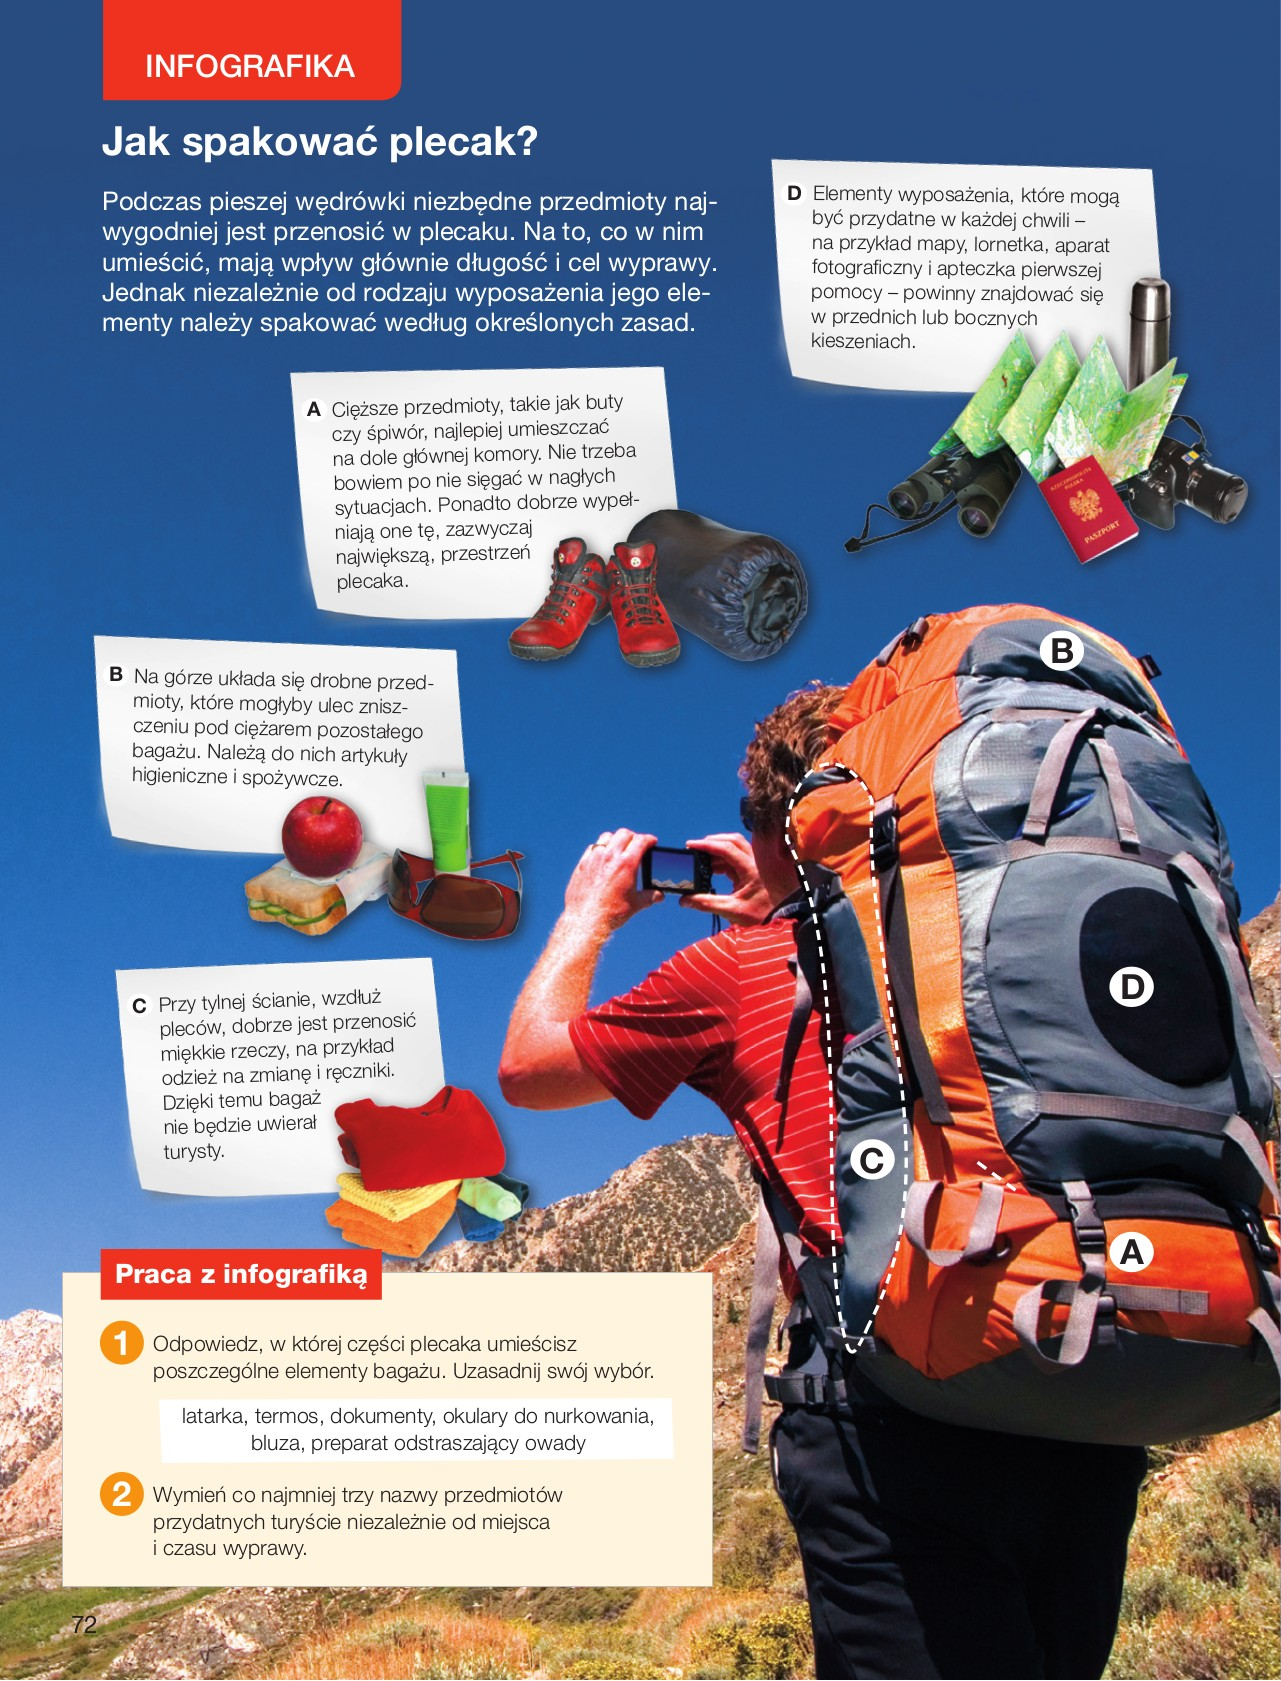 INFOGRAFIKA
Jak spakować plecak?
Podczas pieszej wędrówki niezbędne przedmioty naj-
wygodniej jest przenosić w plecaku. Na to, co w nim
umieścić, mają wpływ głównie długość i cel wyprawy.
Jednak niezależnie od rodzaju wyposażenia jego ele-
menty należy spakować według określonych zasad.
D Elementy wyposażenia, które mogą
być przydatne w każdej chwili –
na przykład mapy, lornetka, aparat
fotograficzny i apteczka pierwszej
pomocy – powinny znajdować się
w przednich lub bocznych
kieszeniach.
A Cięższe przedmioty, takie jak buty
czy śpiwór, najlepiej umieszczać
na dole głównej komory. Nie trzeba
bowiem po nie sięgać w nagłych
sytuacjach. Ponadto dobrze wypeł-
niają one tę, zazwyczaj
największą, przestrzeń
plecaka.
RZECZPOSPOLITA
POLSKA
PASZPORT
B Na górze układa się drobne przed-
mioty, które mogłyby ulec znisz-
czeniu pod ciężarem pozostałego
bagażu. Należą do nich artykuły
higieniczne i spożywcze.
C Przy tylnej ścianie, wzdłuż
pleców, dobrze jest przenosić
miękkie rzeczy, na przykład
odzież na zmianę i ręczniki.
Dzięki temu bagaż
nie będzie uwierał
turysty.
B
D
C
A
Praca z infografiką
1 Odpowiedz, w której części plecaka umieścisz
poszczególne elementy bagażu. Uzasadnij swój wybór.
latarka, termos, dokumenty, okulary do nurkowania,
bluza, preparat odstraszający owady
2 Wymień co najmniej trzy nazwy przedmiotów
przydatnych turyście niezależnie od miejsca
i czasu wyprawy.
72